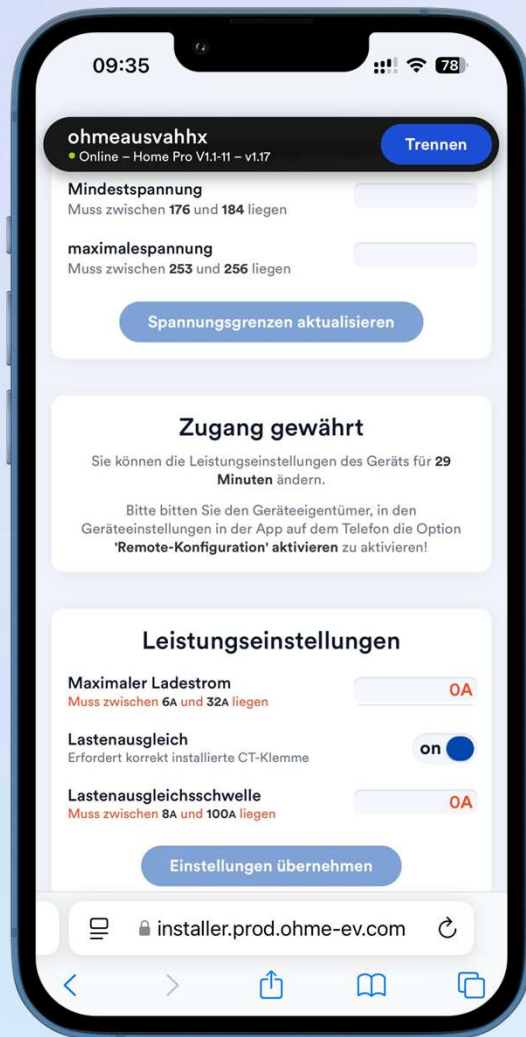 09:35
78
ohmeausvahhx
Online – Home Pro V1.1-11 – v1.17
Trennen
Mindestspannung
Muss zwischen 176 und 184 liegen
maximalespannung
Muss zwischen 253 und 256 liegen
Spannungsgrenzen aktualisieren
Zugang gewährt
Sie können die Leistungseinstellungen des Geräts für 29
Minuten ändern.
Bitte bitten Sie den Geräteeigentümer, in den
Geräteeinstellungen in der App auf dem Telefon die Option
'Remote-Konfiguration' aktivieren zu aktivieren!
Leistungseinstellungen
Maximaler Ladestrom
0A
Muss zwischen 6A und 32A liegen
Lastenausgleich
on
Erfordert korrekt installierte CT-Klemme
Lastenausgleichsschwelle
0A
Muss zwischen 8A und 100A liegen
Einstellungen übernehmen
installer.prod.ohme-ev.com